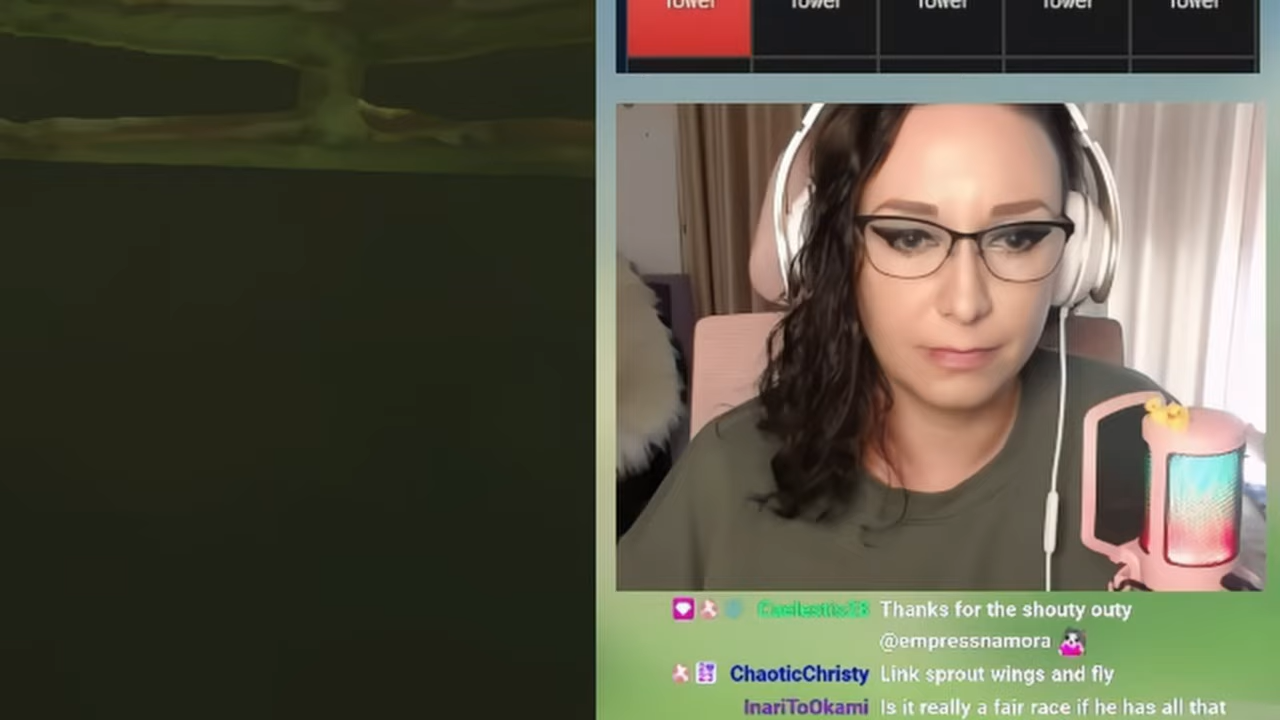 Tower Tower Tower Tower Tower
Thanks for the shouty outy
@empressnamora
ChaoticChristy Link sprout wings and fly
InariToOkami Is it really a fair race if he has all that